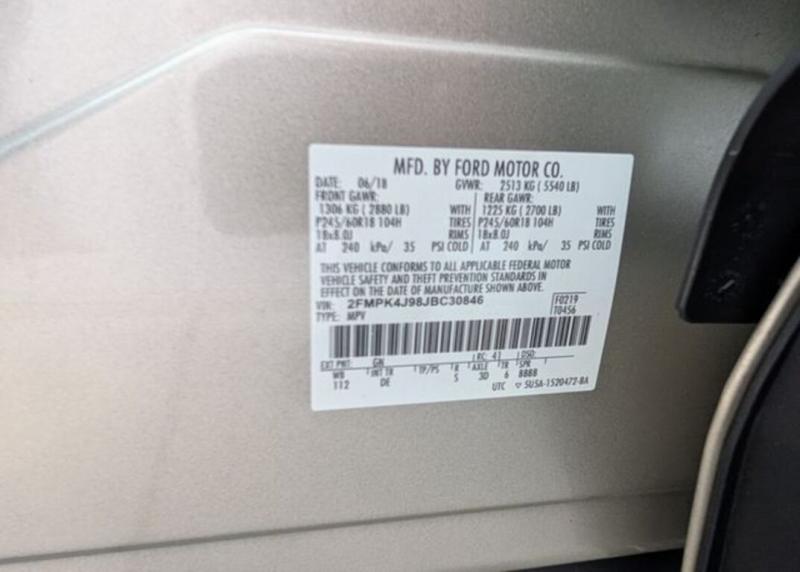 MFD. BY FORD MOTOR CO.
DATE: 06/18 GVWR: 2513 KG ( 5540 LB)
FRONT GAWR: REAR GAWR:
1306 KG ( 2880 LB) WITH 1225 KG ( 2700 LB) WITH
P245/60R18 104H TIRES P245/60R18 104H TIRES
18x8.0J RIMS 18x8.0J RIMS
AT 240 kPa/ 35 PSI COLD AT 240 kPa/ 35 PSI COLD
THIS VEHICLE CONFORMS TO ALL APPLICABLE FEDERAL MOTOR
VEHICLE SAFETY AND THEFT PREVENTION STANDARDS IN
EFFECT ON THE DATE OF MANUFACTURE SHOWN ABOVE.
VIN: 2FMPK4J98JBC30846 F0219
TYPE: MPV T0456
EXT PNT: GN RC: 41 DSO:
WB INT TR TP/PS R AXLE TR SPR
112 DE 5 3D 6 8888
UTC ▽ 5U5A-1520472-BA